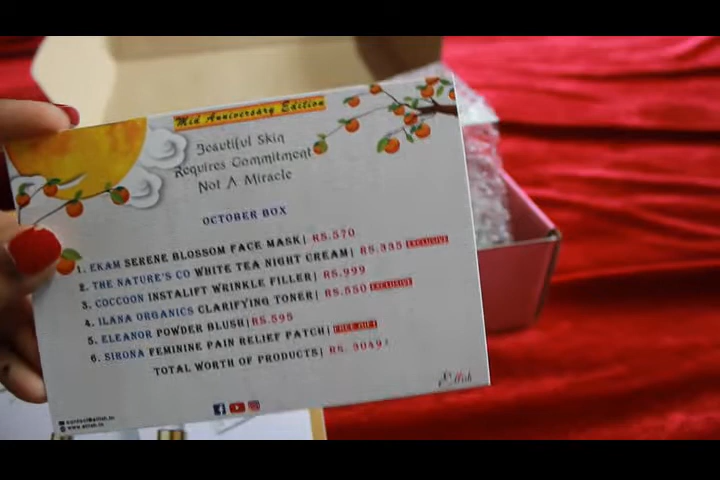 Mid Anniversary Edition
Beautiful Skin
Requires Commitment
Not A Miracle
OCTOBER BOX
1. EKAM SERENE BLOSSOM FACE MASK| RS.570
2. THE NATURE'S CO WHITE TEA NIGHT CREAM| RS.335 EXCLUSIVE
3. COCCOON INSTALIFT WRINKLE FILLER| RS.999
4. ILANA ORGANICS CLARIFYING TONER| RS.550 EXCLUSIVE
5. ELEANOR POWDER BLUSH|RS.595
6. SIRONA FEMININE PAIN RELIEF PATCH| FREE GIFT
TOTAL WORTH OF PRODUCTS| RS. 3049